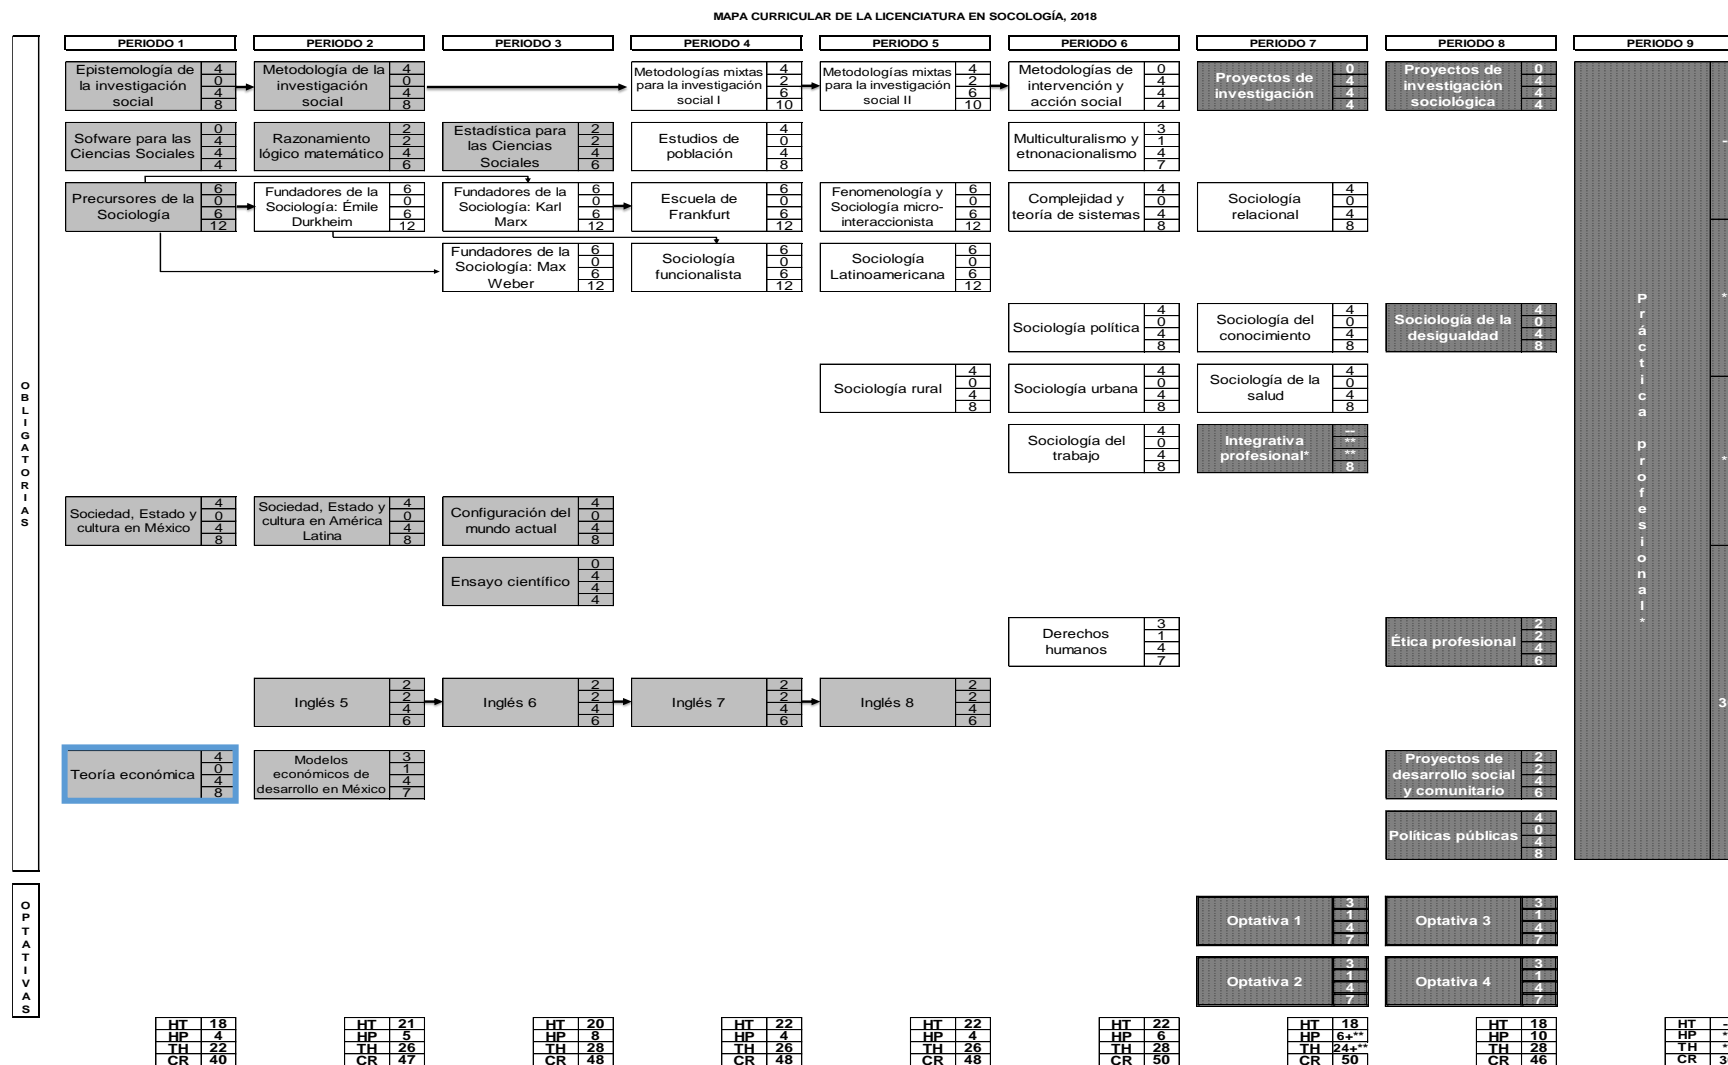 MAPA CURRICULAR DE LA LICENCIATURA EN SOCOLOGÍA, 2018
PERIODO 1
PERIODO 2
PERIODO 3
PERIODO 4
PERIODO 5
PERIODO 6
PERIODO 7
PERIODO 8
PERIODO 9
OBLIGATORIAS
Epistemología de
la investigación
social
4
0
4
8
Metodología de la
investigación
social
4
0
4
8
Metodologías mixtas
para la investigación
social I
4
2
6
10
Metodologías mixtas
para la investigación
social II
4
2
6
10
Metodologías de
intervención y
acción social
0
4
4
4
Proyectos de
investigación
0
4
4
4
Proyectos de
investigación
sociológica
0
4
4
4
Sofware para las
Ciencias Sociales
0
4
4
4
Razonamiento
lógico matemático
2
2
4
6
Estadística para
las Ciencias
Sociales
2
2
4
6
Estudios de
población
4
0
4
8
Multiculturalismo y
etnonacionalismo
3
1
4
7
Precursores de la
Sociología
6
0
6
12
Fundadores de la
Sociología: Émile
Durkheim
6
0
6
12
Fundadores de la
Sociología: Karl
Marx
6
0
6
12
Escuela de
Frankfurt
6
0
6
12
Fenomenología y
Sociología micro-
interaccionista
6
0
6
12
Complejidad y
teoría de sistemas
4
0
4
8
Sociología
relacional
4
0
4
8
Fundadores de la
Sociología: Max
Weber
6
0
6
12
Sociología
funcionalista
6
0
6
12
Sociología
Latinoamericana
6
0
6
12
Sociología política
4
0
4
8
Sociología del
conocimiento
4
0
4
8
Sociología de la
desigualdad
4
0
4
8
Sociología rural
4
0
4
8
Sociología urbana
4
0
4
8
Sociología de la
salud
4
0
4
8
Sociología del
trabajo
4
0
4
8
Integrativa
profesional*
--
**
**
8
Sociedad, Estado y
cultura en México
4
0
4
8
Sociedad, Estado y
cultura en América
Latina
4
0
4
8
Configuración del
mundo actual
4
0
4
8
Ensayo científico
0
4
4
4
Derechos
humanos
3
1
4
7
Ética profesional
2
2
4
6
Inglés 5
2
2
4
6
Inglés 6
2
2
4
6
Inglés 7
2
2
4
6
Inglés 8
2
2
4
6
Teoría económica
4
0
4
8
Modelos
económicos de
desarrollo en México
3
1
4
7
Proyectos de
desarrollo social
y comunitario
2
2
4
6
Políticas públicas
4
0
4
8
Práctica profesional*
-
*
*
3
OPTATIVAS
Optativa 1
3
1
4
7
Optativa 3
3
1
4
7
Optativa 2
3
1
4
7
Optativa 4
3
1
4
7
HT 18
HP 4
TH 22
CR 40
HT 21
HP 5
TH 26
CR 47
HT 20
HP 8
TH 28
CR 48
HT 22
HP 4
TH 26
CR 48
HT 22
HP 4
TH 26
CR 48
HT 22
HP 6
TH 28
CR 50
HT 18
HP 6+**
TH 24+**
CR 50
HT 18
HP 10
TH 28
CR 46
HT -
HP *
TH *
CR 3